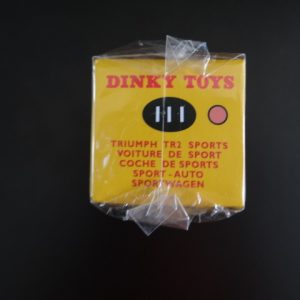 DINKY TOYS
111
TRIUMPH TR2 SPORTS
VOITURE DE SPORT
COCHE DE SPORTS
SPORT-AUTO
SPORTWAGEN